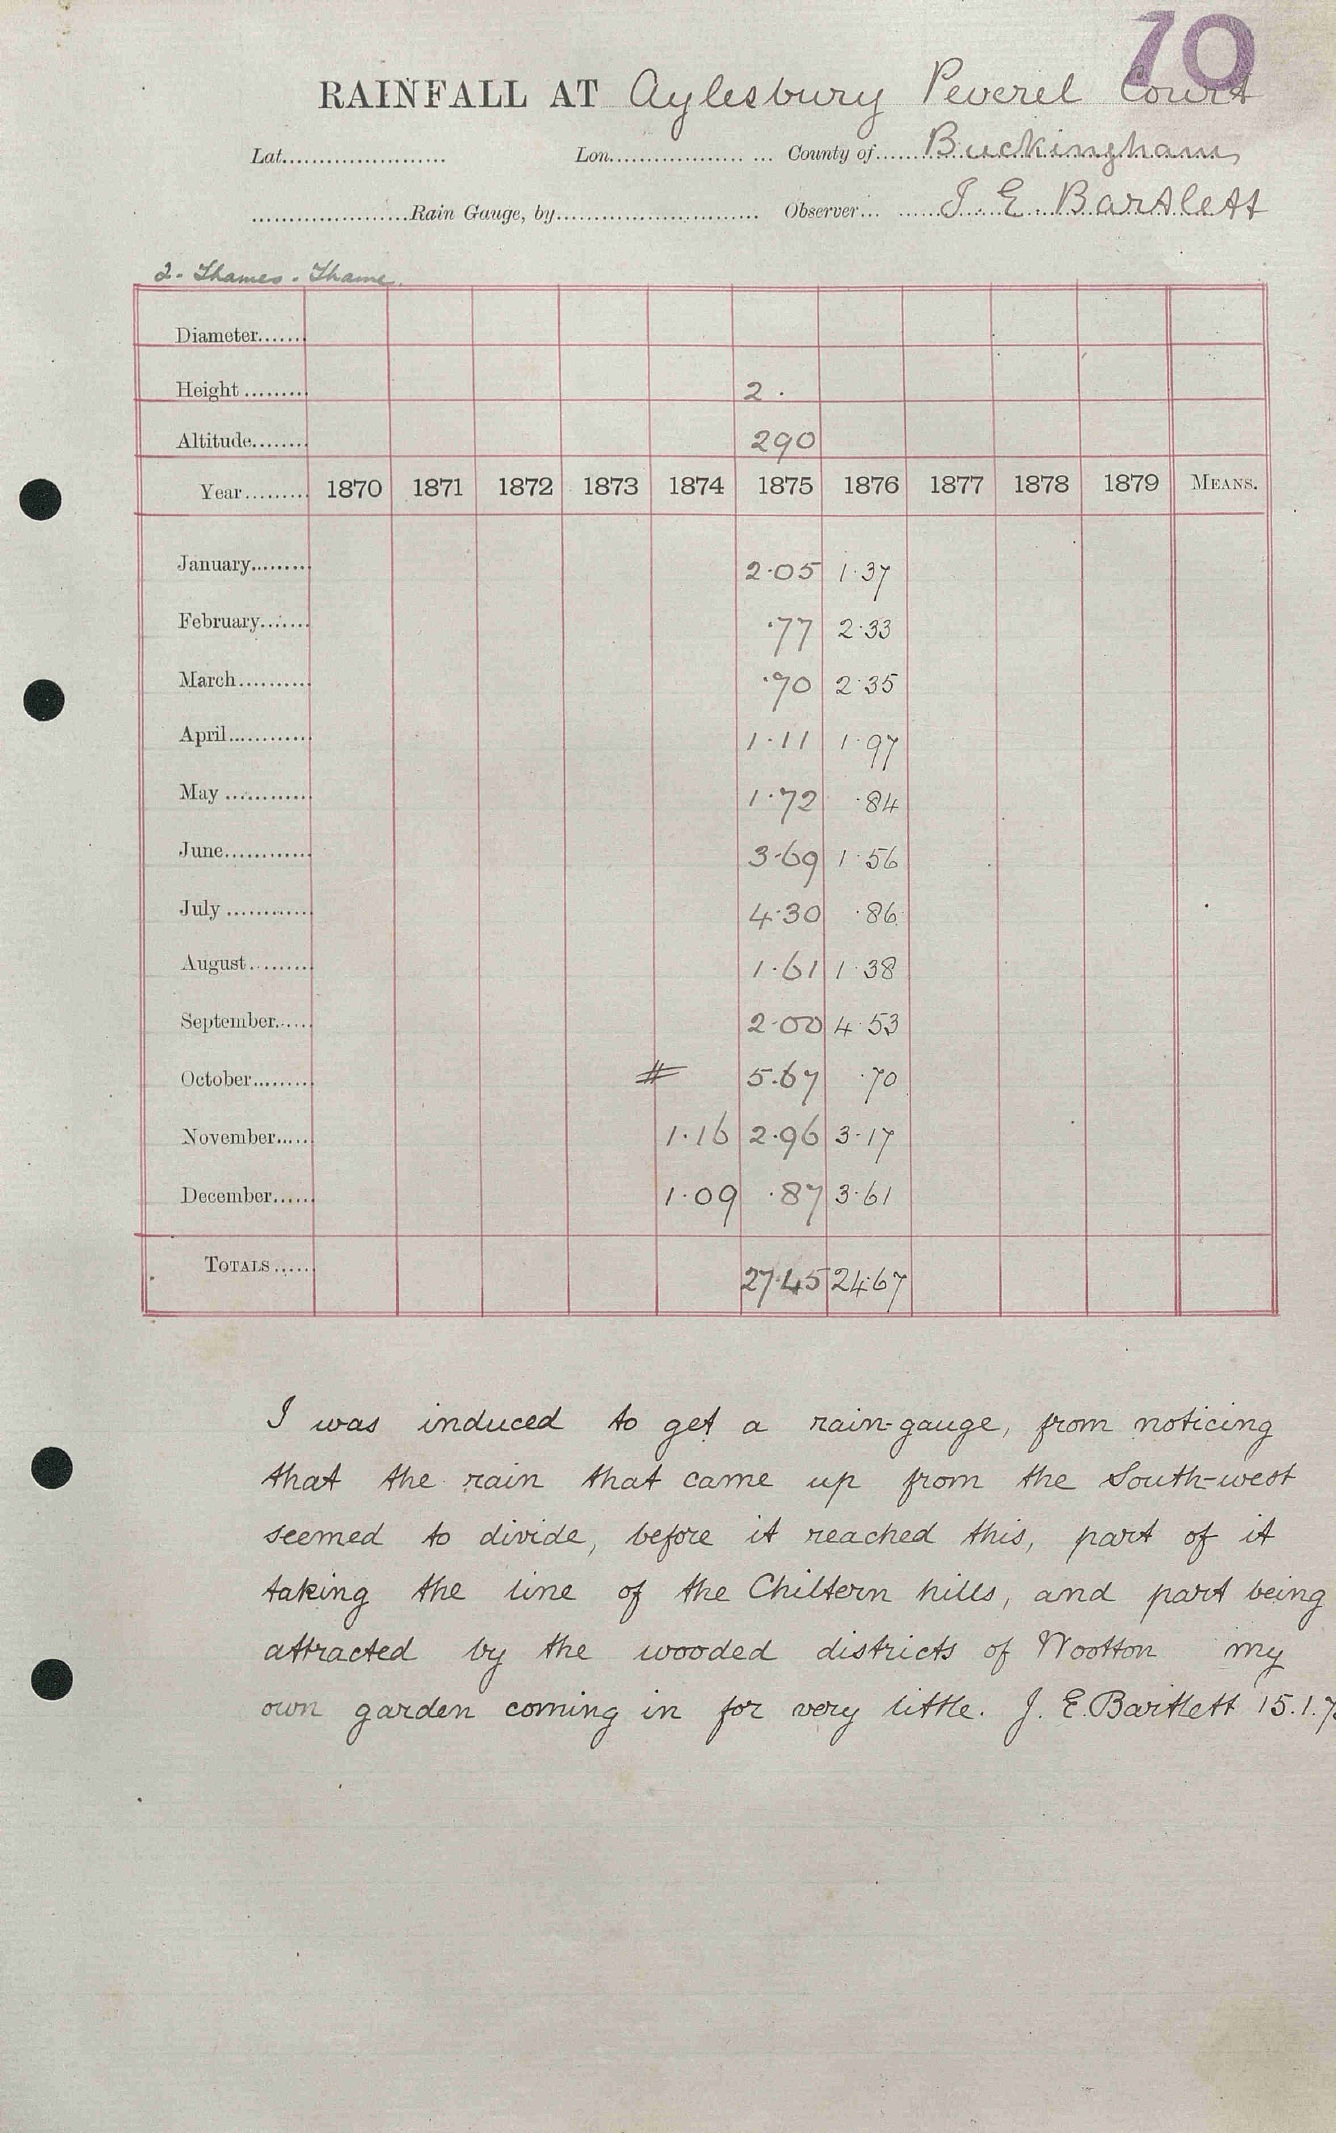 10
RAINFALL AT Aylesbury Peverel Court
Lat..................... Lon..................... County of Buckingham
.....................Rain Gauge, by.......................... Observer... J. E. Bartlett
2. Thames. Thame.
Diameter......
Height......... 2.
Altitude........ 290
Year......... 1870 1871 1872 1873 1874 1875 1876 1877 1878 1879 MEANS.
January......... 2.05 1.37
February....... .77 2.33
March.......... .70 2.35
April............ 1.11 1.97
May............ 1.72 .84
June............ 3.69 1.56
July............ 4.30 .86
August......... 1.61 1.38
September...... 2.00 4.53
October......... # 5.67 .70
November...... 1.16 2.96 3.17
December...... 1.09 .87 3.61
TOTALS...... 27.45 24.67
I was induced to get a rain-gauge, from noticing
that the rain that came up from the South-west
seemed to divide, before it reached this, part of it
taking the line of the Chiltern hills, and part being
attracted by the wooded districts of Wootton my
own garden coming in for very little. J. E. Bartlett 15.1.7